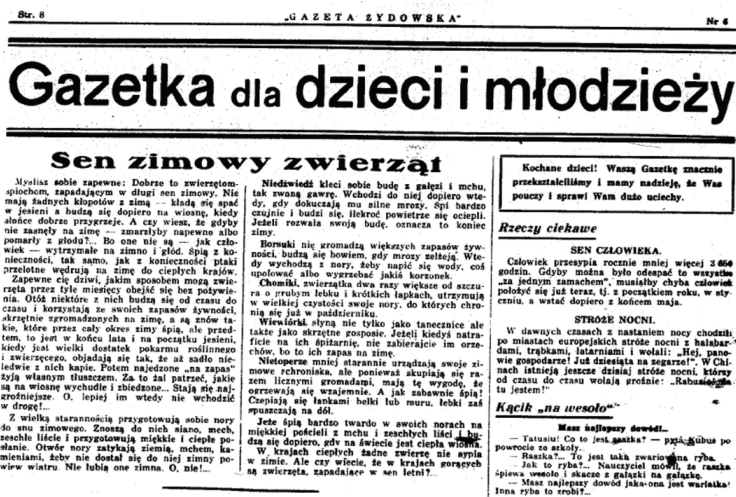 Str. 8
„GAZETA ŻYDOWSKA"
Nr 6
Gazetka dla dzieci i młodzieży
Sen zimowy zwierząt
Myslisz sobie zapewne: Dobrze to zwierzętom-
spiochom, zapadającym w długi sen zimowy. Nie
mają żadnych kłopotów z zimą — kładą się spać
w jesieni a budzą się dopiero na wiosnę, kiedy
słońce dobrze przygrzeje. A czy wiesz, że gdyby
nie zasnęły na zimę — zmarzłyby napewno albo
pomarły z głodu?... Bo one nie są — jak czło-
wiek — wytrzymałe na zimno i głód. Spią z ko-
nieczności, tak samo, jak z konieczności ptaki
przelotne wędrują na zimę do ciepłych krajów.
Zapewne cię dziwi, jakim sposobem mogą zwie-
rzęta przez tyle miesięcy obejść się bez pożywie-
nia. Otóż niektóre z nich budzą się od czasu do
czasu i korzystają ze swoich zapasów żywności,
skrzętnie zgromadzonych na zimę, a są znów ta-
kie, które przez cały okres zimy śpią, ale przed-
tem, to jest w końcu lata i na początku jesieni,
kiedy jest wielki dostatek pokarmu roślinnego
i zwierzęcego, objadają się tak, że aż sadło nie-
ledwie z nich kapie. Potem najedzone „na zapas"
żyją własnym tłuszczem. Za to żal patrzeć, jakie
są na wiosnę wychudłe i zbiedzone... Stają się naj-
groźniejsze. O, lepiej im wtedy nie wchodzić
w drogę!...
Z wielką starannością przygotowują sobie nory
do snu zimowego. Znoszą do nich siano, mech,
zeschłe liście i przygotowują miękkie i ciepłe po-
słanie. Otwór nory zatykają ziemią, mchem, ka-
mieniami, żeby nie dostał się do niej zimny po-
wiew wiatru. Nie lubią one zimna. O, nie!...
Niedźwiedź kleci sobie budę z gałęzi i mchu,
tak zwaną gawrę. Wchodzi do niej dopiero wte-
dy, gdy dokuczają mu silne mrozy. Spi bardzo
czujnie i budzi się, ilekroć powietrze się ociepli.
Jeżeli rozwala swoją budę, oznacza to koniec
zimy.
Borsuki nie gromadzą większych zapasów żyw-
ności, budzą się głodne, gdy mrozy zelżeją. Wte-
dy wychodzą z nory, żeby napić się wody, coś
upolować albo wygrzebać jakiś korzonek.
Chomiki, zwierzątka dwa razy większe od szczu-
ra o grubym łebku i krótkich łapkach, utrzymują
w wielkiej czystości swoje nory, do których chro-
nią się już w październiku.
Wiewiórki, słyną nie tylko jako tanecznice ale
także jako skrzętne gosposie. Jeżeli kiedyś natra-
ficie na ich śpiżarnię, nie zabierajcie im orze-
chów, bo to ich zapas na zimę.
Nietoperze mniej starannie urządzają swoje zi-
mowe schroniska, ale ponieważ skupiają się ra-
zem licznymi gromadami, mają tę wygodę, że
ogrzewają się wzajemnie. A jak zabawnie śpią!
Czepiają się łapkami belki lub muru, łebki zaś
spuszczają na dół.
Jeże śpią bardzo twardo w swoich norach na
miękkiej pościeli z mchu i zeschłych liści i bu-
dzą się dopiero, gdy na świecie jest ciepła wiosna.
W krajach ciepłych żadne zwierzę nie sypia
w zimie. Ale czy wiecie, że w krajach gorących
są zwierzęta, zapadające w sen letni?...
Kochane dzieci! Waszą Gazetkę znacznie
przekształciliśmy i mamy nadzieję, że Was
pouczy i sprawi Wam dużo uciechy.
Rzeczy ciekawe
SEN CZŁOWIEKA.
Człowiek przesypia rocznie mniej więcej
godzin. Gdyby można było odespać to wszystko
„za jednym zamachem", musiałby chyba człowiek
położyć się już teraz, tj. z początkiem roku, w sty-
czniu, a wstać dopiero z końcem maja.
STRÓŻE NOCNI.
W dawnych czasach z nastaniem nocy chodzili
po miastach europejskich stróże nocni z halabar-
dami, trąbkami, latarniami i wołali: „Hej, pano-
wie gospodarze! Już dziesiąta na zegarze!". W Chi-
nach istnieją jeszcze dzisiaj stróże nocni, którzy
od czasu do czasu wołają groźnie:
tu jestem!"
Kącik „na wesoło"
Masz najlepszy dowód!..
— Tatusiu! Co to jest raszka? — pyta Kubuś po
powrocie ze szkoły.
— Raszka?... To jest taka zwariowana ryba.
— Jak to ryba?... Nauczyciel mówił, że raszka
śpiewa wesoło i skacze z gałązki na gałązkę.
— Masz najlepszy dowód jaka ona jest wariatka!
Inna ryba to zrobi?...